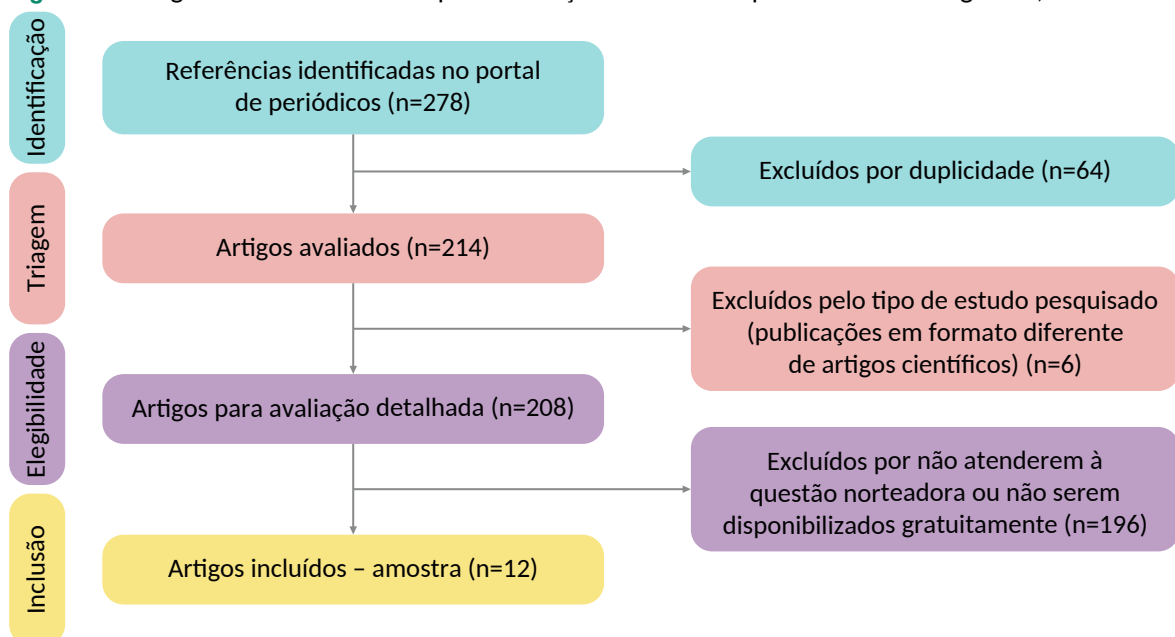 Identificação
Referências identificadas no portal
de periódicos (n=278)
Excluídos por duplicidade (n=64)
Triagem
Artigos avaliados (n=214)
Excluídos pelo tipo de estudo pesquisado
(publicações em formato diferente
de artigos científicos) (n=6)
Elegibilidade
Artigos para avaliação detalhada (n=208)
Excluídos por não atenderem à
questão norteadora ou não serem
disponibilizados gratuitamente (n=196)
Inclusão
Artigos incluídos – amostra (n=12)